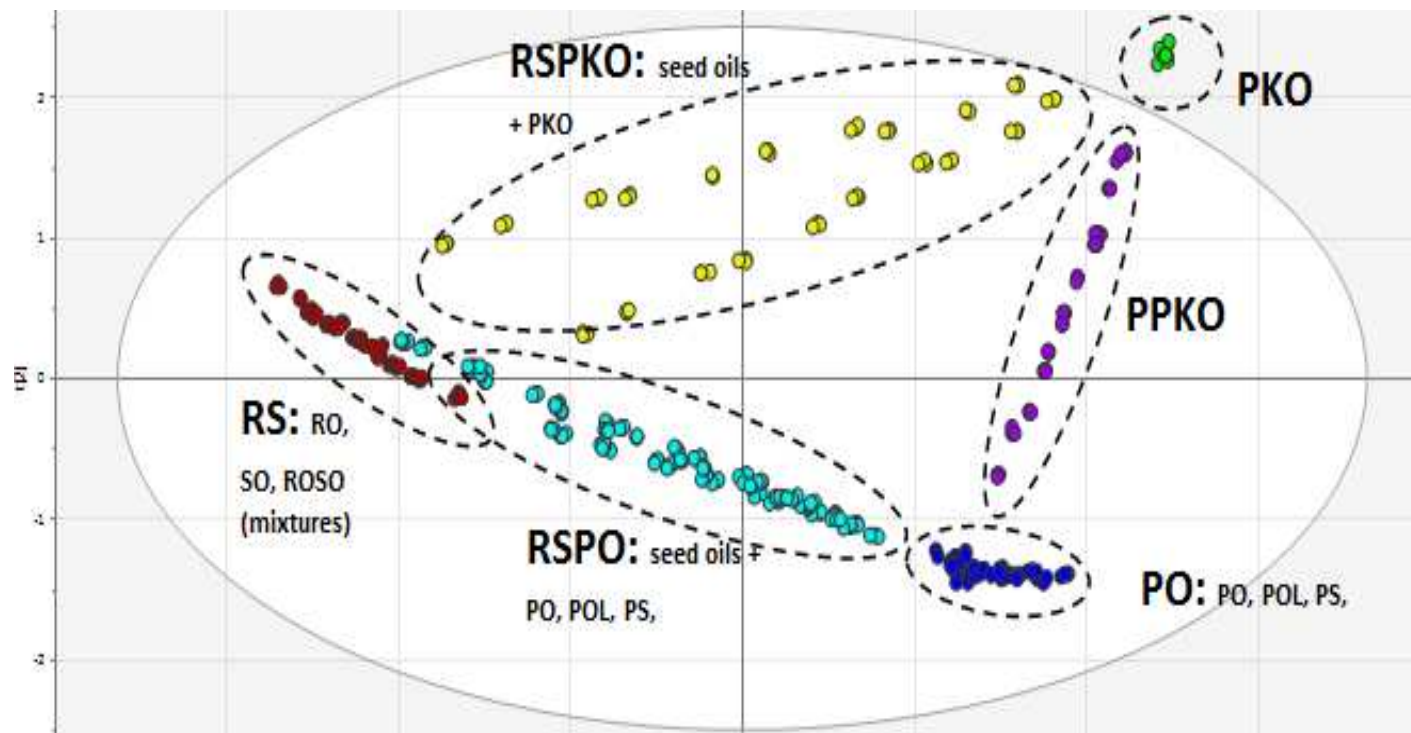 RSPKO: seed oils
+ PKO
PKO
2
1
PPKO
0
RS: RO,
SO, ROSO
(mixtures)
-1
RSPO: seed oils +
PO, POL, PS,
PO: PO, POL, PS,
-2